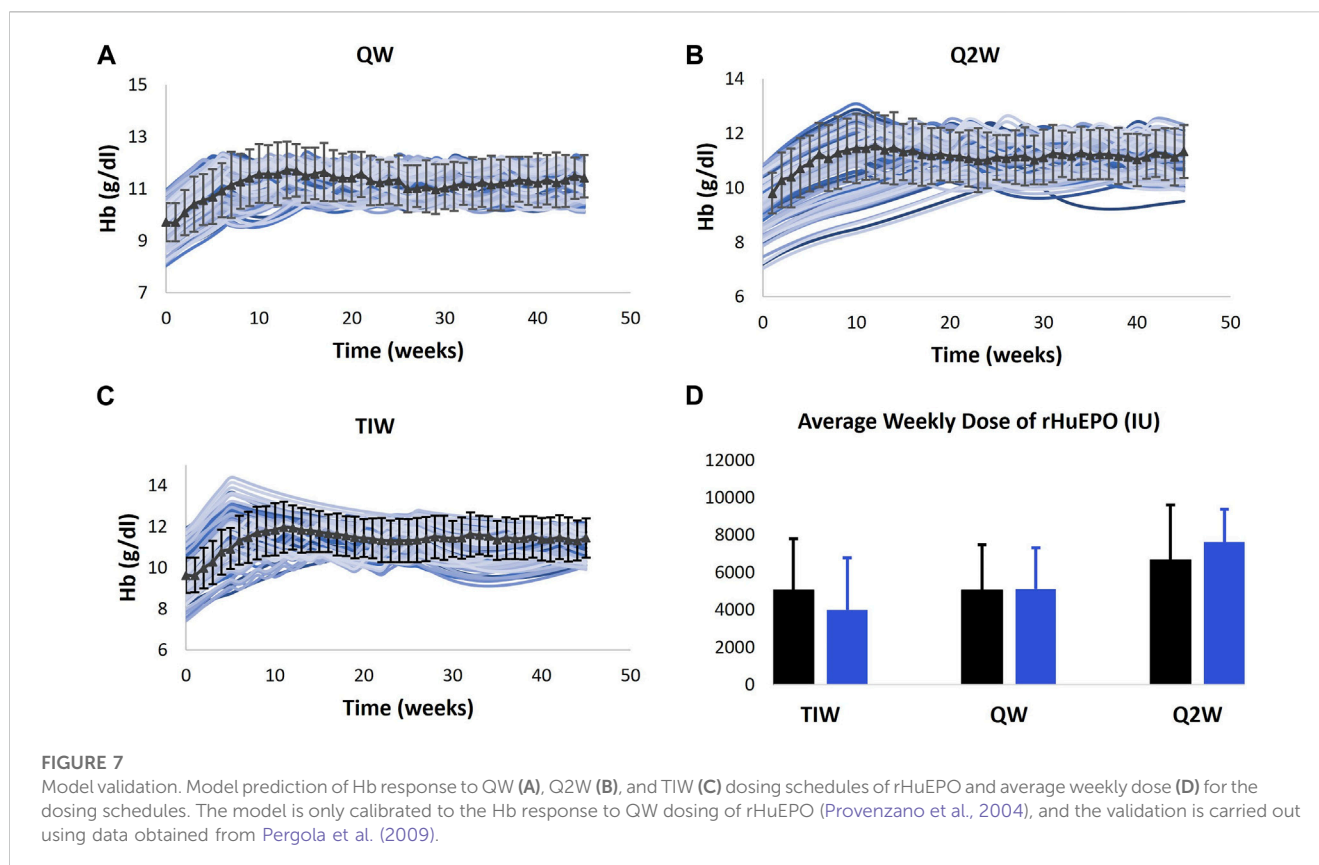 A
QW
15
13
11
9
7
Hb (g/dl)
0 10 20 30 40 50
Time (weeks)
B
Q2W
14
12
10
8
6
Hb (g/dL)
0 10 20 30 40 50
Time (weeks)
C
TIW
14
12
10
8
6
Hb (g/dl)
0 10 20 30 40 50
Time (weeks)
D
Average Weekly Dose of rHuEPO (IU)
12000
10000
8000
6000
4000
2000
0
TIW QW Q2W
FIGURE 7
Model validation. Model prediction of Hb response to QW (A), Q2W (B), and TIW (C) dosing schedules of rHuEPO and average weekly dose (D) for the
dosing schedules. The model is only calibrated to the Hb response to QW dosing of rHuEPO (Provenzano et al., 2004), and the validation is carried out
using data obtained from Pergola et al. (2009).